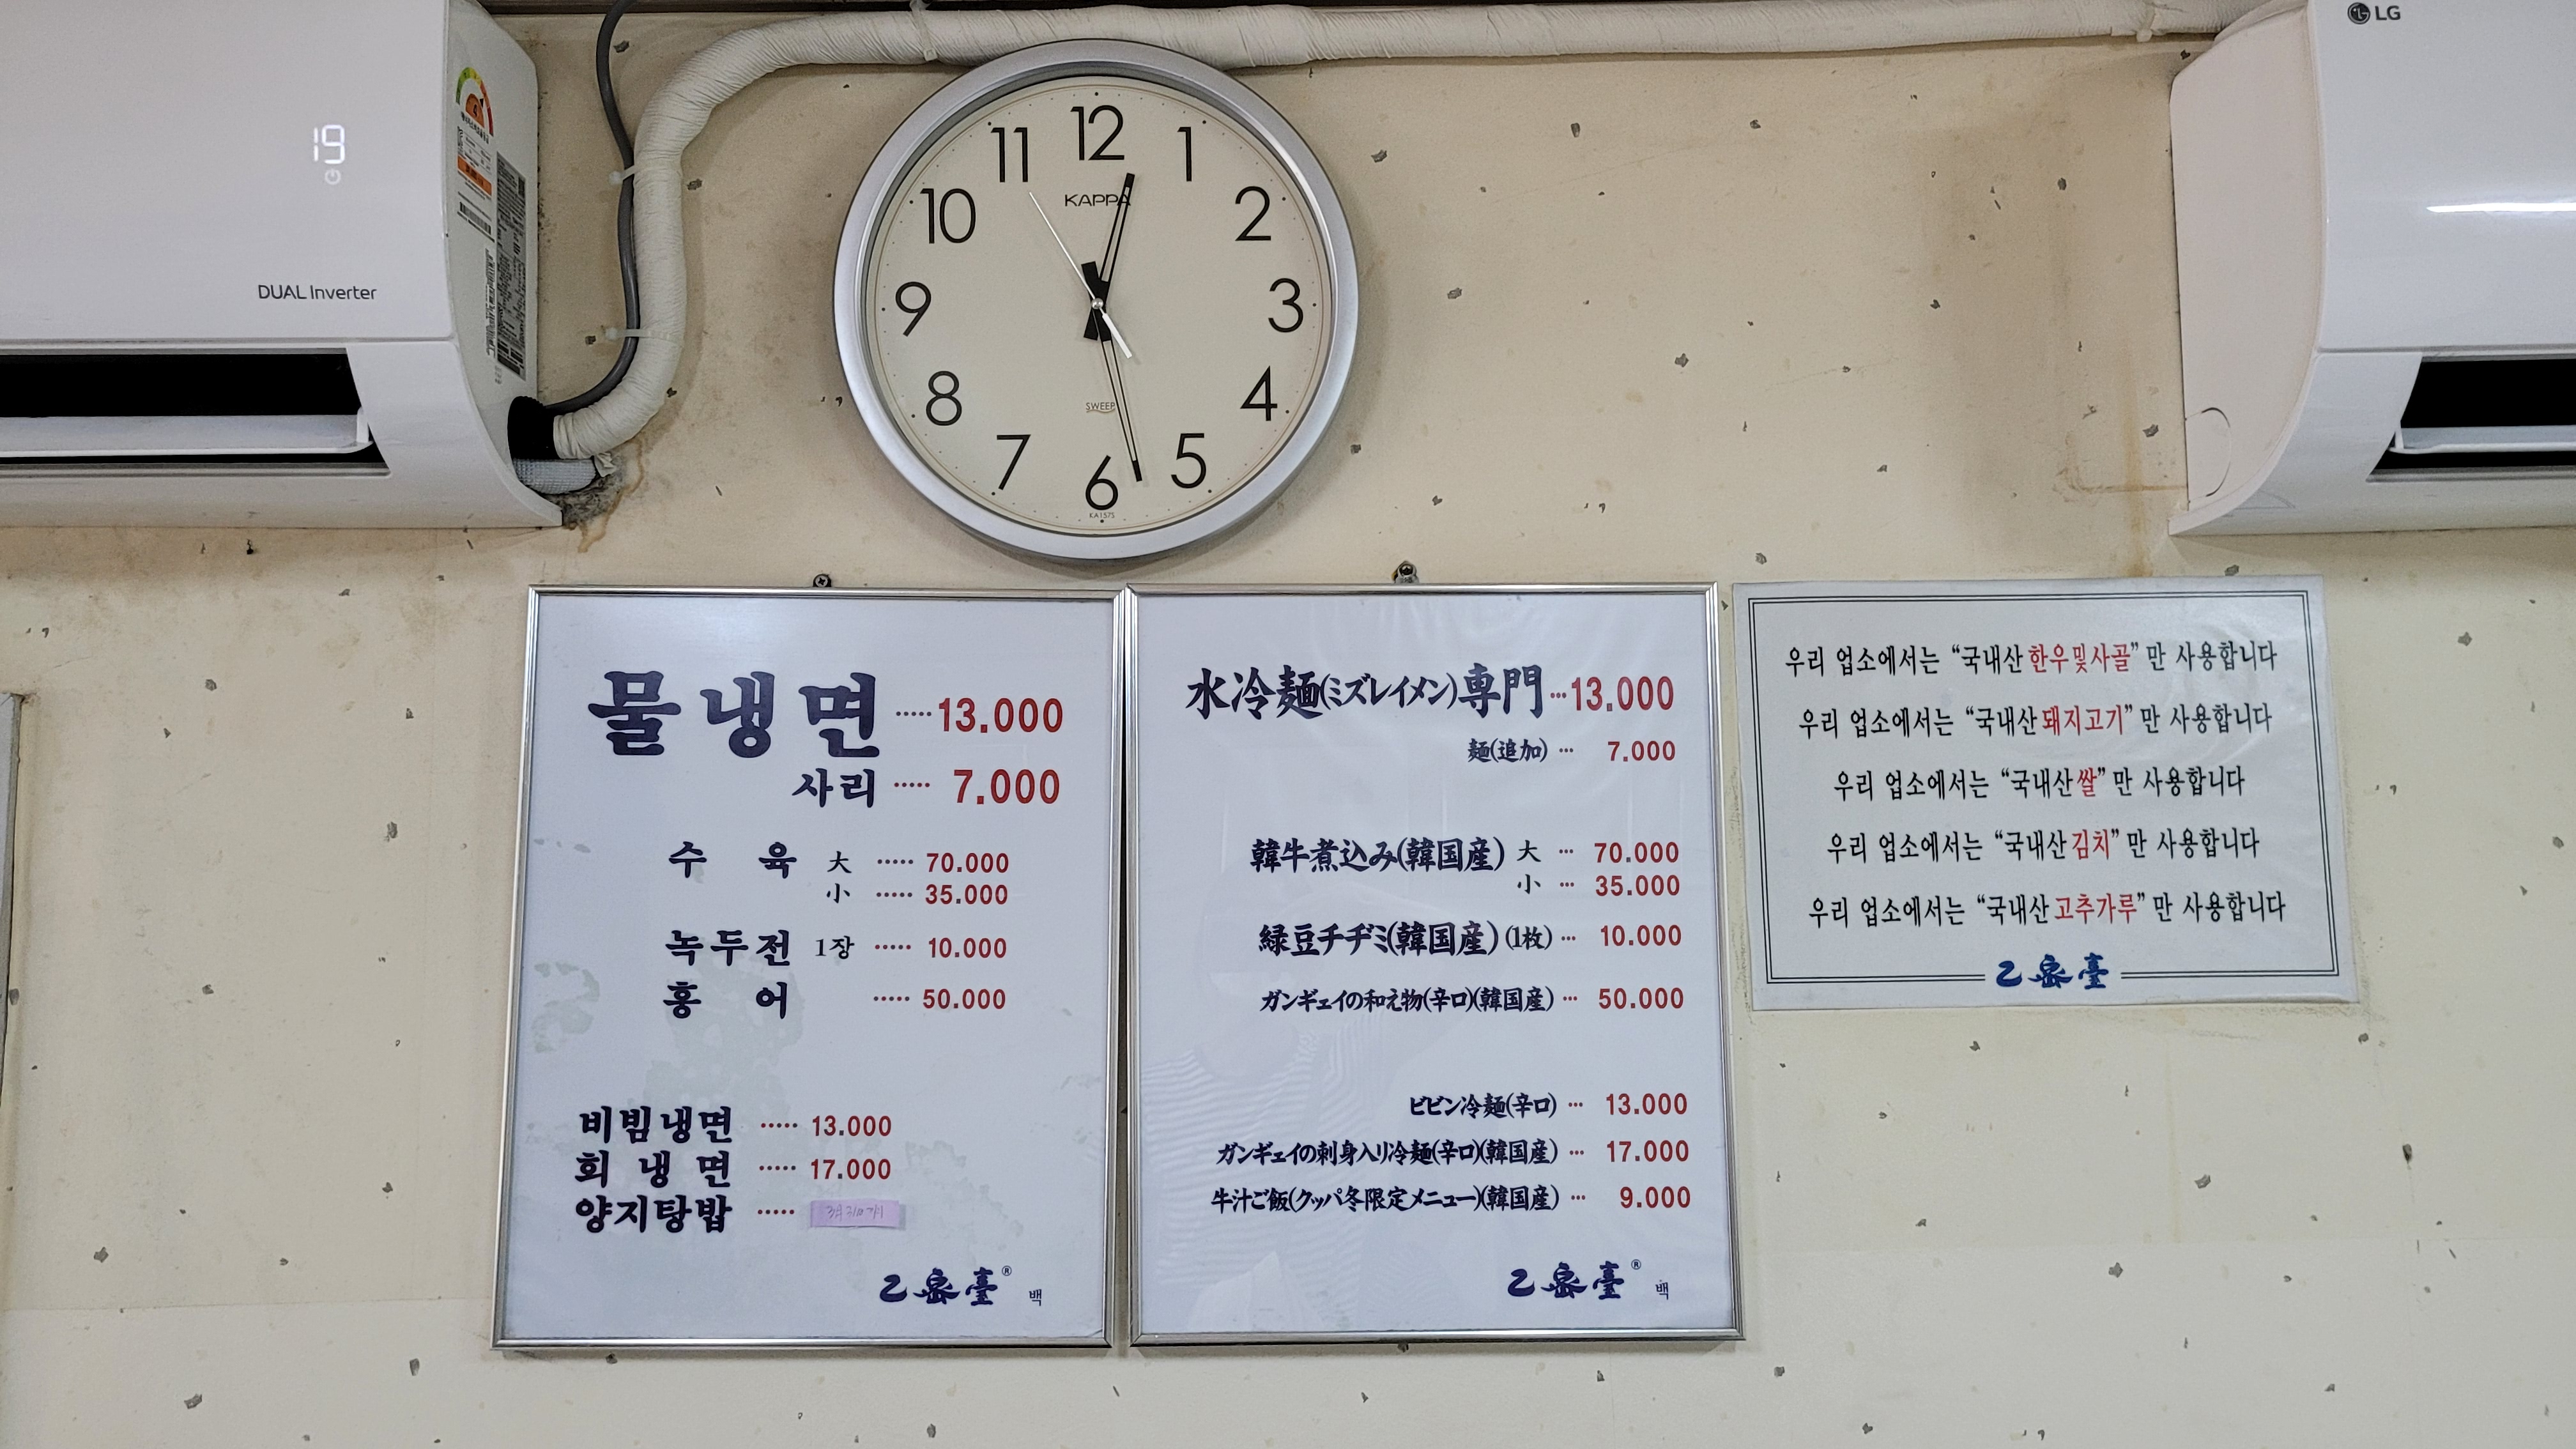 19
DUAL Inverter
LG
12
1
2
3
4
5
6
7
8
9
10
11
KAPPA
SWEEP
KA157S
물냉면 ····· 13.000
사리 ····· 7.000
수 육 大 ····· 70.000
小 ····· 35.000
녹두전 1장 ····· 10.000
홍 어 ····· 50.000
비빔냉면 ····· 13.000
회 냉 면 ····· 17.000
양지탕밥 ·····
乙密臺® 백
水冷麺(ミズレイメン)専門 ··· 13.000
麺(追加) ··· 7.000
韓牛煮込み(韓国産) 大 ··· 70.000
小 ··· 35.000
緑豆チヂミ(韓国産) (1枚) ··· 10.000
ガンギェイの和え物(辛口)(韓国産) ··· 50.000
ビビン冷麺(辛口) ··· 13.000
ガンギェイの刺身入り冷麺(辛口)(韓国産) ··· 17.000
牛汁ご飯(クッパ冬限定メニュー)(韓国産) ··· 9.000
乙密臺® 백
우리 업소에서는 “국내산 한우및사골” 만 사용합니다
우리 업소에서는 “국내산 돼지고기” 만 사용합니다
우리 업소에서는 “국내산 쌀” 만 사용합니다
우리 업소에서는 “국내산 김치” 만 사용합니다
우리 업소에서는 “국내산 고추가루” 만 사용합니다
乙密臺